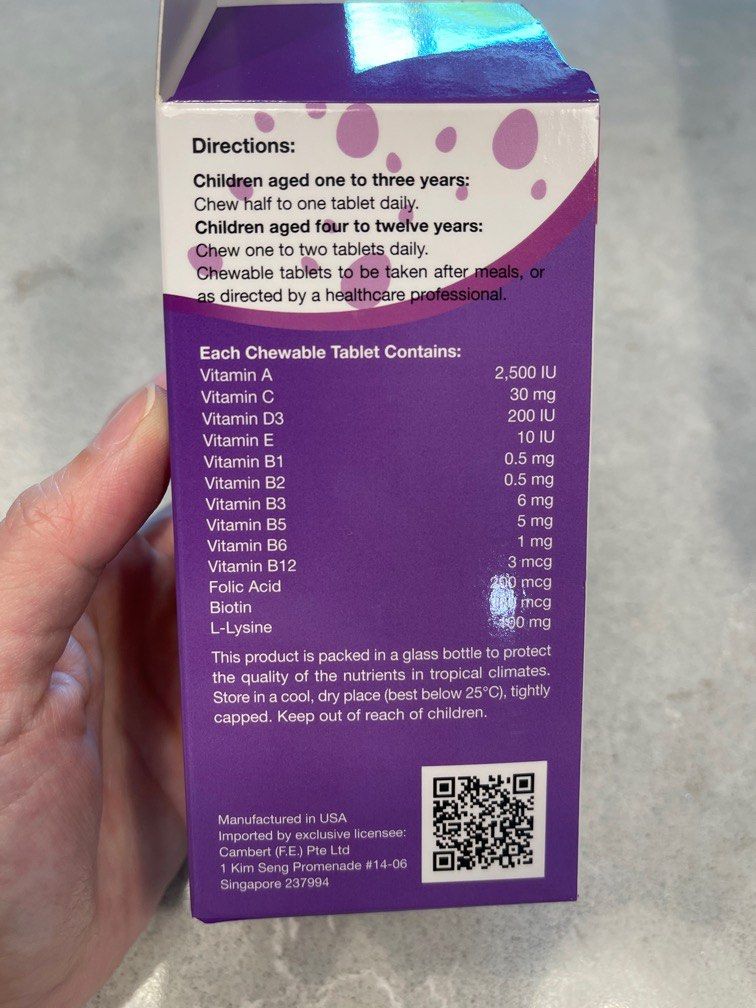 Directions:
Children aged one to three years:
Chew half to one tablet daily.
Children aged four to twelve years:
Chew one to two tablets daily.
Chewable tablets to be taken after meals, or
as directed by a healthcare professional.
Each Chewable Tablet Contains:
Vitamin A 2,500 IU
Vitamin C 30 mg
Vitamin D3 200 IU
Vitamin E 10 IU
Vitamin B1 0.5 mg
Vitamin B2 0.5 mg
Vitamin B3 6 mg
Vitamin B5 5 mg
Vitamin B6 1 mg
Vitamin B12 3 mcg
Folic Acid mcg
Biotin mcg
L-Lysine mg
This product is packed in a glass bottle to protect
the quality of the nutrients in tropical climates.
Store in a cool, dry place (best below 25°C), tightly
capped. Keep out of reach of children.
Manufactured in USA
Imported by exclusive licensee:
Cambert (F.E.) Pte Ltd
1 Kim Seng Promenade #14-06
Singapore 237994